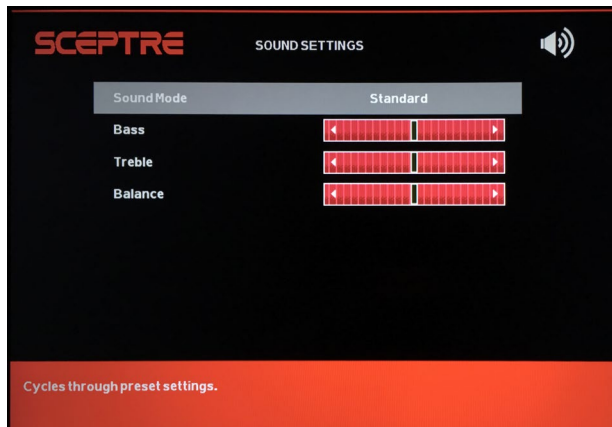 SCEPTRE
SOUND SETTINGS
Sound Mode Standard
Bass
Treble
Balance
Cycles through preset settings.